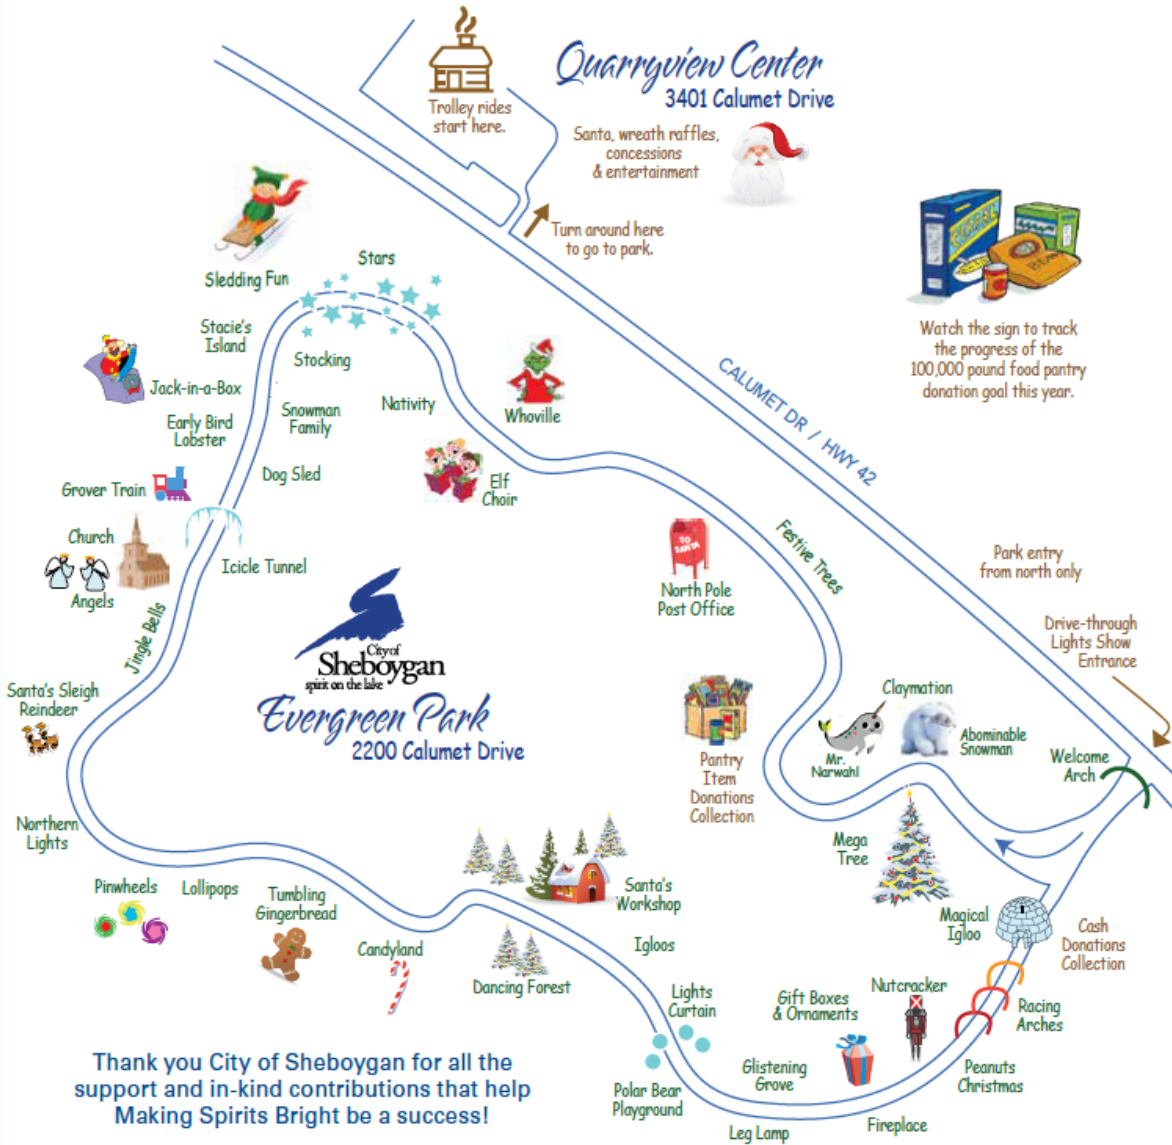 Quarryview Center
3401 Calumet Drive
Trolley rides
start here.
Santa, wreath raffles,
concessions
& entertainment
Turn around here
to go to park.
CEREAL
BEANS
Watch the sign to track
the progress of the
100,000 pound food pantry
donation goal this year.
CALUMET DR / HWY 42
Sledding Fun
Stars
Stacie's
Island
Stocking
Jack-in-a-Box
Snowman
Family
Nativity
Whoville
Early Bird
Lobster
Dog Sled
Elf
Choir
Grover Train
Church
Angels
Icicle Tunnel
Jingle Bells
TO
SANTA
North Pole
Post Office
Festive Trees
Park entry
from north only
Drive-through
Lights Show
Entrance
City of
Sheboygan
spirit on the lake
Evergreen Park
2200 Calumet Drive
Santa's Sleigh
Reindeer
Claymation
Mr.
Narwahl
Abominable
Snowman
Welcome
Arch
Pantry
Item
Donations
Collection
Northern
Lights
Mega
Tree
Pinwheels
Lollipops
Tumbling
Gingerbread
Santa's
Workshop
Magical
Igloo
Cash
Donations
Collection
Candyland
Igloos
Dancing Forest
Lights
Curtain
Gift Boxes
& Ornaments
Nutcracker
Racing
Arches
Glistening
Grove
Peanuts
Christmas
Polar Bear
Playground
Leg Lamp
Fireplace
Thank you City of Sheboygan for all the
support and in-kind contributions that help
Making Spirits Bright be a success!